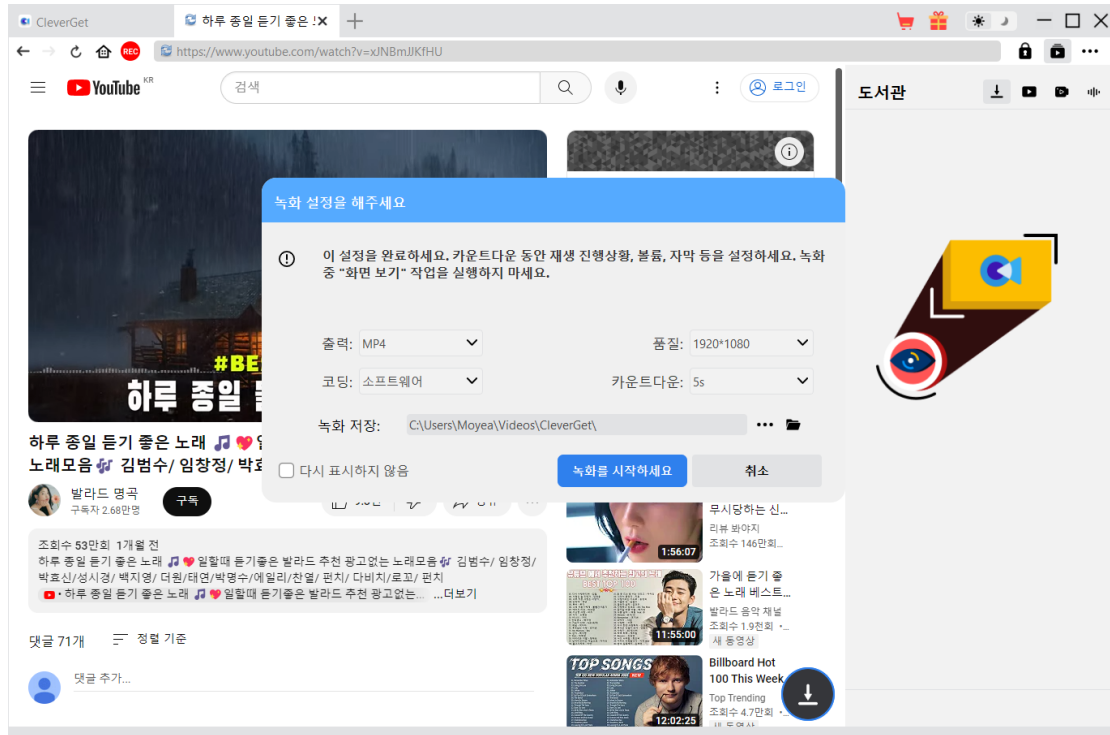 CleverGet
하루 종일 듣기 좋은 !
REC
https://www.youtube.com/watch?v=xJNBmJJKfHU
YouTube KR
검색
로그인
도서관
녹화 설정을 해주세요
이 설정을 완료하세요. 카운트다운 동안 재생 진행상황, 볼륨, 자막 등을 설정하세요. 녹화
중 "화면 보기" 작업을 실행하지 마세요.
출력: MP4
품질: 1920*1080
코딩: 소프트웨어
카운트다운: 5s
녹화 저장: C:\Users\Moyea\Videos\CleverGet\
다시 표시하지 않음
녹화를 시작하세요
취소
#BE
하루 종일
하루 종일 듣기 좋은 노래
노래모음 김범수/ 임창정/ 박효
발라드 명곡
구독자 2.68만명
구독
조회수 53만회 1개월 전
하루 종일 듣기 좋은 노래 🎵 💖 일할때 듣기좋은 발라드 추천 광고없는 노래모음 🎶 김범수/ 임창정/
박효신/성시경/ 백지영/ 더원/태연/박명수/에일리/찬열/ 펀치/ 다비치/로꼬/ 펀치
• 하루 종일 듣기 좋은 노래 🎵 💖 일할때 듣기좋은 발라드 추천 광고없는... ...더보기
댓글 71개
정렬 기준
댓글 추가...
무시당하는 신...
리뷰 봐야지
조회수 146만회...
1:56:07
가을에 듣기 좋
은 노래 베스트...
발라드 음악 채널
조회수 1.9천회 •...
새 동영상
BEST TOP 100
11:55:00
Billboard Hot
100 This Week
Top Trending
조회수 4.7만회 •...
TOP SONGS
12:02:25